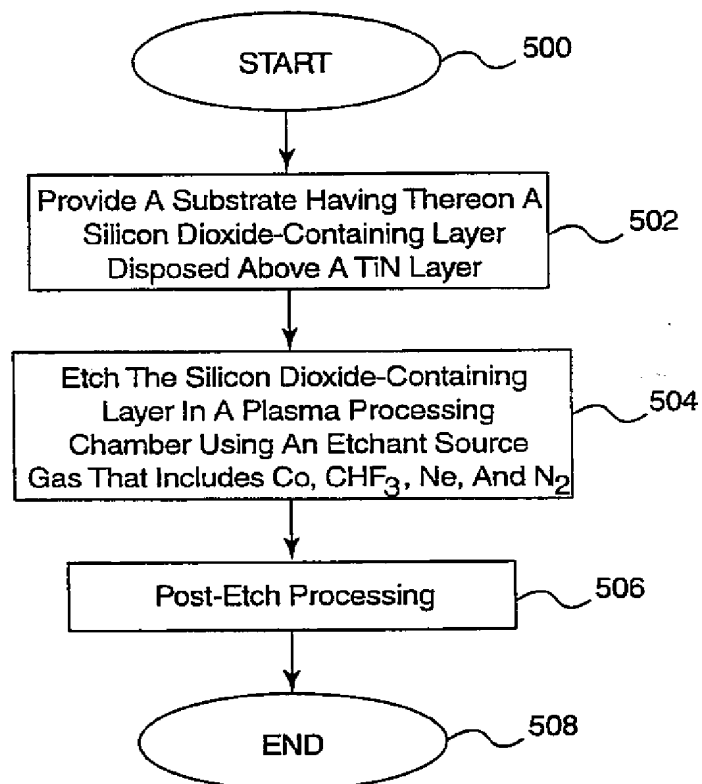 START
500
Provide A Substrate Having Thereon A
Silicon Dioxide-Containing Layer
Disposed Above A TiN Layer
502
Etch The Silicon Dioxide-Containing
Layer In A Plasma Processing
Chamber Using An Etchant Source
Gas That Includes Co, CHF3, Ne, And N2
504
Post-Etch Processing
506
END
508